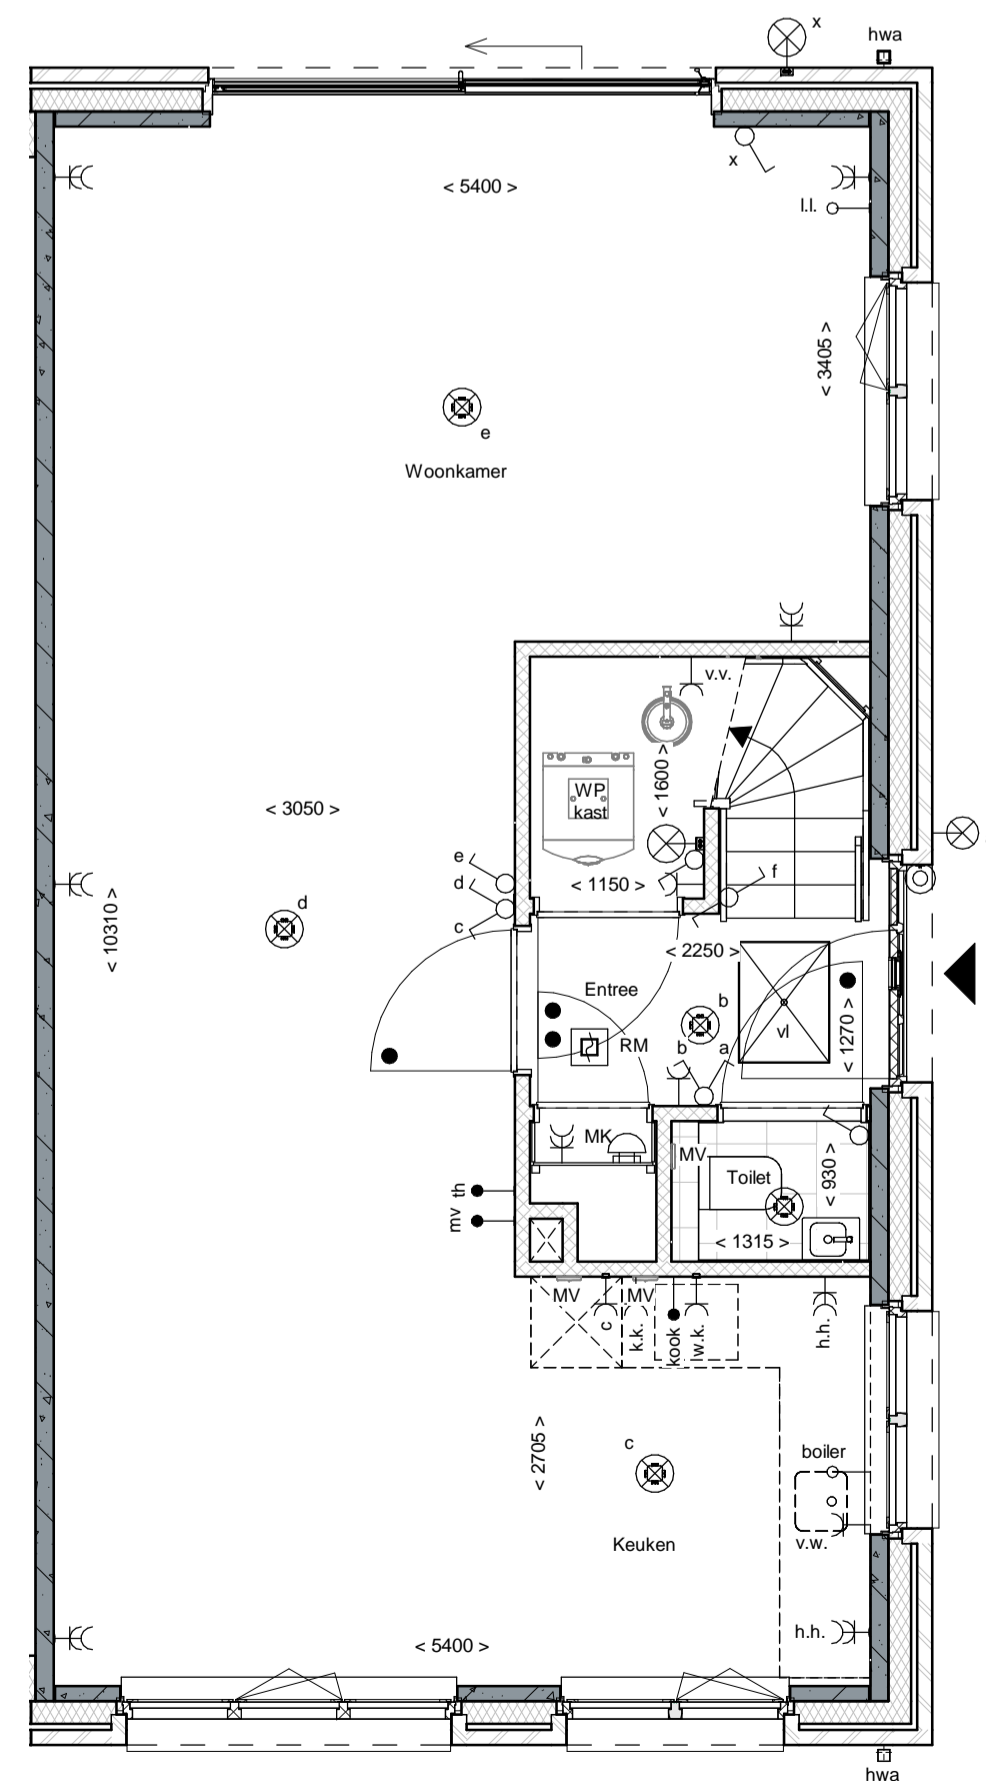 x
hwa
x
< 5400 >
l.l.
< 3405 >
e
Woonkamer
v.v.
< 1600 >
WP
kast
< 3050 >
e
d
c
< 1150 >
f
d
< 10310 >
< 2250 >
Entree
b
vl
< 1270 >
RM
b
a
MK
MV
Toilet
< 930 >
th
mv
< 1315 >
MV
MV
c
k.k.
kook
w.k.
h.h.
< 2705 >
c
boiler
Keuken
v.w.
h.h.
< 5400 >
hwa